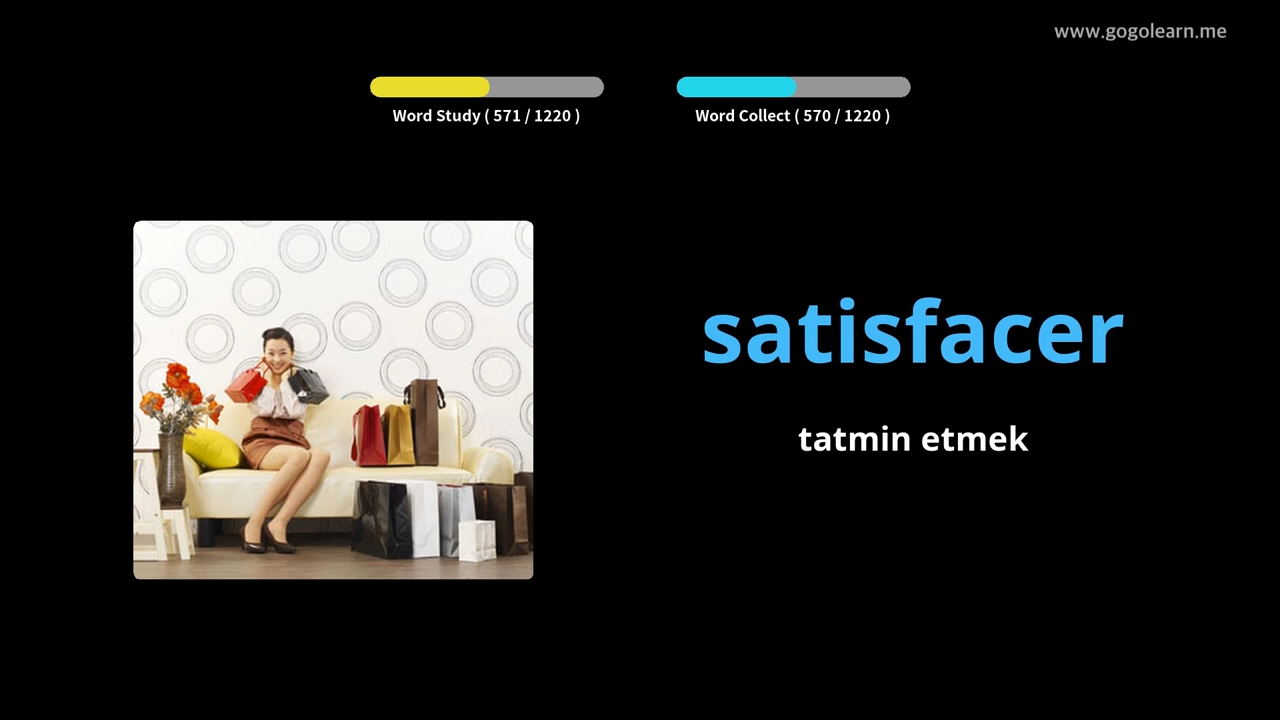 www.gogolearn.me
Word Study ( 571 / 1220 )
Word Collect ( 570 / 1220 )
satisfacer
tatmin etmek